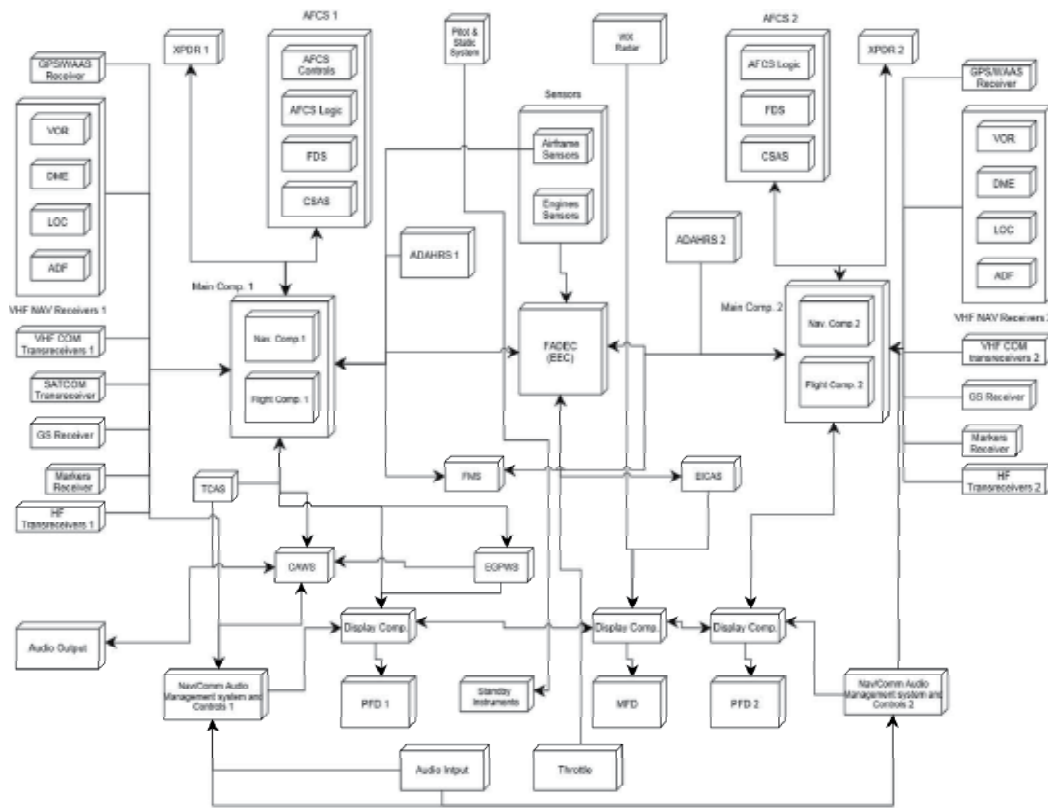 AFCS 1
AFCS 2
XPDR 1
Pitot &
Static
System
WX
Radar
XPDR 2
GPS/WAAS
Receiver
AFCS
Controls
AFCS Logic
FDS
CSAS
Sensors
Airframe
Sensors
Engines
Sensors
AFCS Logic
FDS
CSAS
GPS/WAAS
Receiver
VOR
DME
LOC
ADF
VHF NAV Receivers 1
VOR
DME
LOC
ADF
VHF NAV Receivers
ADAHRS 1
ADAHRS 2
Main Comp. 1
Nav. Comp.1
Flight Comp. 1
FADEC
(EEC)
Main Comp. 2
Nav. Comp.2
Flight Comp. 2
VHF COM
Transreceivers 1
SATCOM
Transreceiver
GS Receiver
Markers
Receiver
HF
Transreceivers 1
VHF COM
transreceivers 2
GS Receiver
Markers
Receiver
HF
Transreceivers 2
TCAS
FMS
EICAS
CAWS
EGPWS
Audio Output
Display Comp.
Display Comp.
Display Comp.
Nav/Comm Audio
Management system and
Controls 1
PFD 1
Standby
Instruments
MFD
PFD 2
Nav/Comm Audio
Management system and
Controls 2
Audio Intput
Throttle